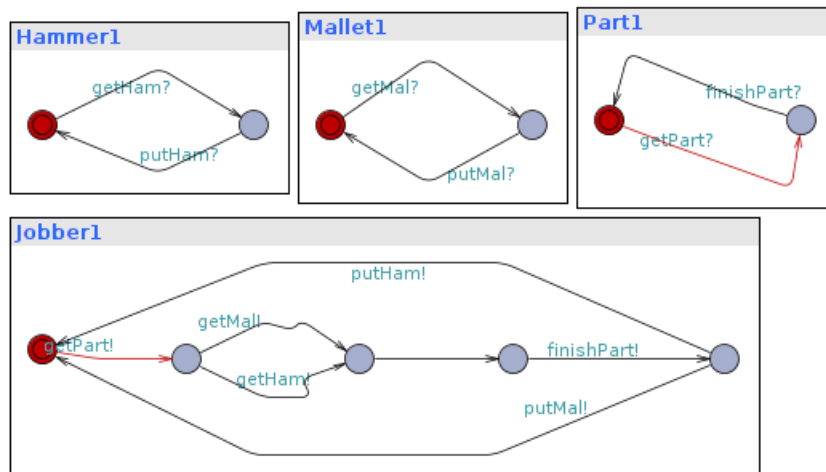 Hammer1
getHam?
putHam?
Mallet1
getMal?
putMal?
Part1
finishPart?
getPart?
Jobber1
putHam!
getMal!
getPart!
finishPart!
getHam!
putMal!